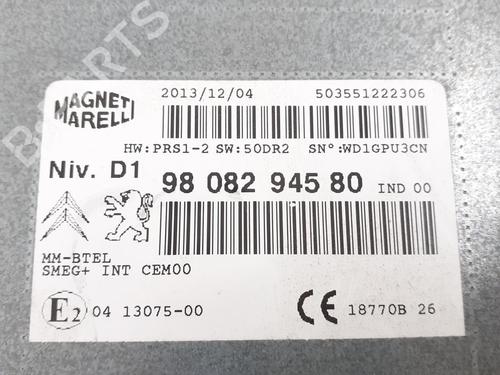 MAGNETI MARELLI
2013/12/04 503551222306
HW:PRS1-2 SW:50DR2 SN°:WD1GPU3CN
Niv. D1 98 082 945 80 IND 00
MM-BTEL
SMEG+ INT CEM00
E2 04 13075-00 CE 18770B 26